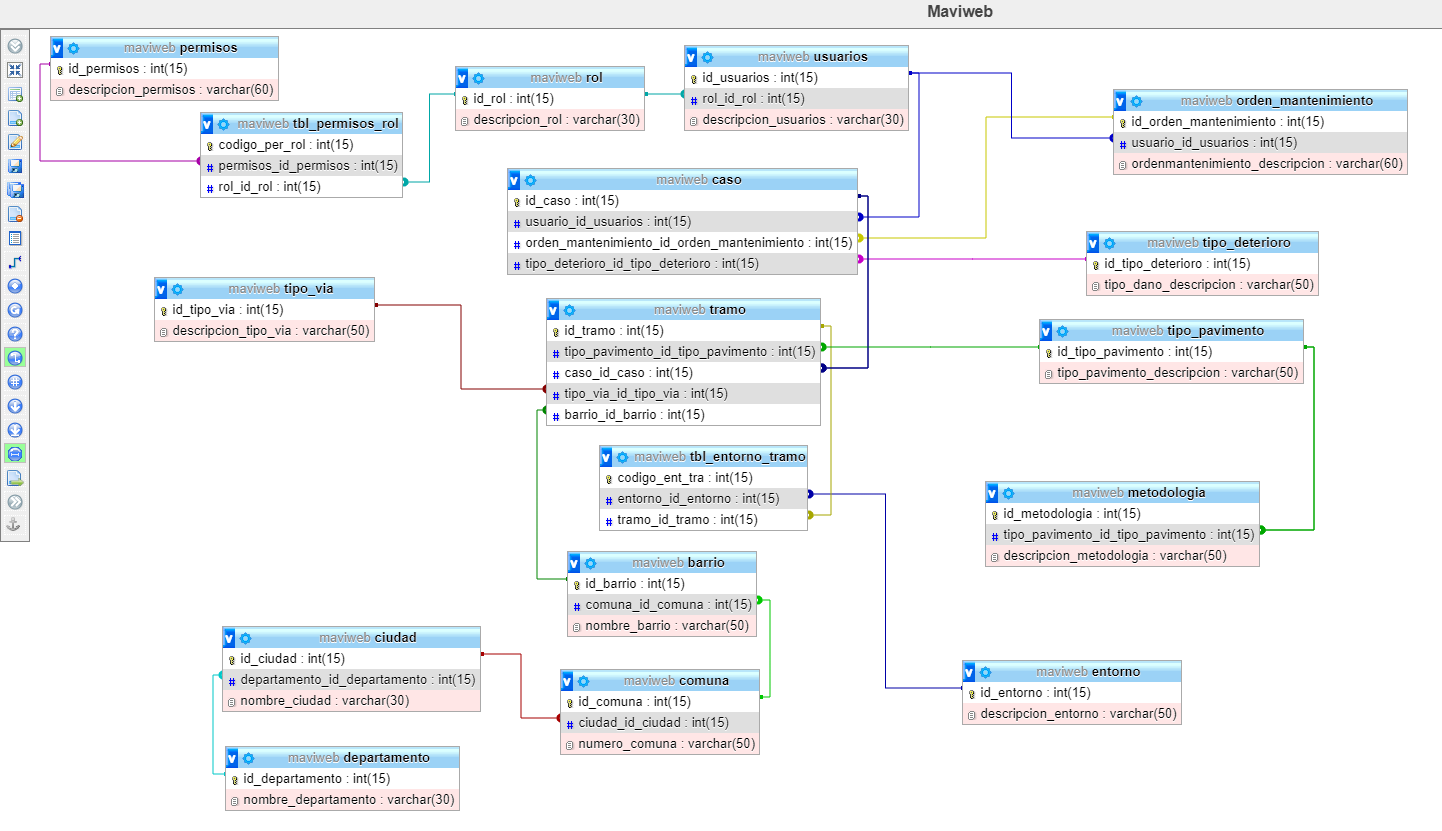 Maviweb
maviweb permisos
id_permisos : int(15)
descripcion_permisos : varchar(60)
maviweb tbl_permisos_rol
codigo_per_rol : int(15)
permisos_id_permisos : int(15)
rol_id_rol : int(15)
maviweb rol
id_rol : int(15)
descripcion_rol : varchar(30)
maviweb usuarios
id_usuarios : int(15)
rol_id_rol : int(15)
descripcion_usuarios : varchar(30)
maviweb orden_mantenimiento
id_orden_mantenimiento : int(15)
usuario_id_usuarios : int(15)
ordenmantenimiento_descripcion : varchar(60)
maviweb caso
id_caso : int(15)
usuario_id_usuarios : int(15)
orden_mantenimiento_id_orden_mantenimiento : int(15)
tipo_deterioro_id_tipo_deterioro : int(15)
maviweb tipo_deterioro
id_tipo_deterioro : int(15)
tipo_dano_descripcion : varchar(50)
maviweb tipo_via
id_tipo_via : int(15)
descripcion_tipo_via : varchar(50)
maviweb tramo
id_tramo : int(15)
tipo_pavimento_id_tipo_pavimento : int(15)
caso_id_caso : int(15)
tipo_via_id_tipo_via : int(15)
barrio_id_barrio : int(15)
maviweb tipo_pavimento
id_tipo_pavimento : int(15)
tipo_pavimento_descripcion : varchar(50)
maviweb tbl_entorno_tramo
codigo_ent_tra : int(15)
entorno_id_entorno : int(15)
tramo_id_tramo : int(15)
maviweb metodologia
id_metodologia : int(15)
tipo_pavimento_id_tipo_pavimento : int(15)
descripcion_metodologia : varchar(50)
maviweb barrio
id_barrio : int(15)
comuna_id_comuna : int(15)
nombre_barrio : varchar(50)
maviweb ciudad
id_ciudad : int(15)
departamento_id_departamento : int(15)
nombre_ciudad : varchar(30)
maviweb comuna
id_comuna : int(15)
ciudad_id_ciudad : int(15)
numero_comuna : varchar(50)
maviweb entorno
id_entorno : int(15)
descripcion_entorno : varchar(50)
maviweb departamento
id_departamento : int(15)
nombre_departamento : varchar(30)